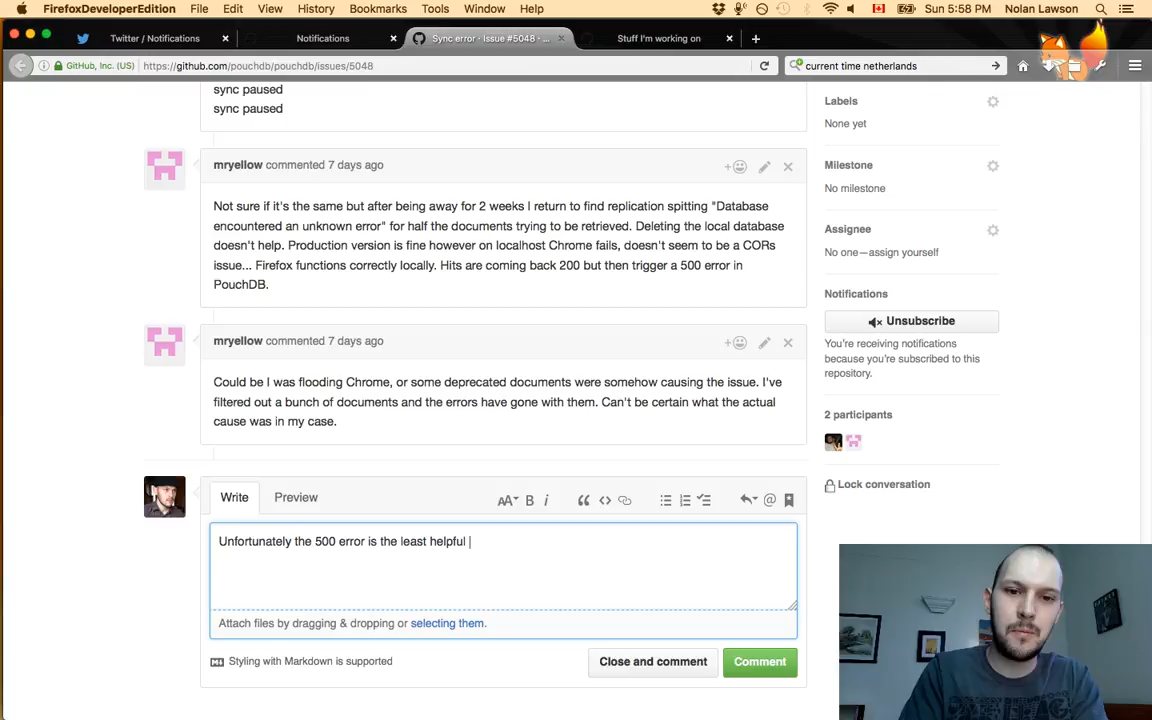 FirefoxDeveloperEdition File Edit View History Bookmarks Tools Window Help Sun 5:58 PM Nolan Lawson
Twitter / Notifications Notifications Sync error · Issue #5048 · ... Stuff I'm working on
GitHub, Inc. (US) https://github.com/pouchdb/pouchdb/issues/5048 current time netherlands
sync paused
sync paused
Labels
None yet
mryellow commented 7 days ago
Milestone
No milestone
Not sure if it's the same but after being away for 2 weeks I return to find replication spitting "Database
encountered an unknown error" for half the documents trying to be retrieved. Deleting the local database
doesn't help. Production version is fine however on localhost Chrome fails, doesn't seem to be a CORs
issue... Firefox functions correctly locally. Hits are coming back 200 but then trigger a 500 error in
PouchDB.
Assignee
No one—assign yourself
Notifications
Unsubscribe
You're receiving notifications
because you're subscribed to this
repository.
mryellow commented 7 days ago
Could be I was flooding Chrome, or some deprecated documents were somehow causing the issue. I've
filtered out a bunch of documents and the errors have gone with them. Can't be certain what the actual
cause was in my case.
2 participants
Lock conversation
Write Preview
Unfortunately the 500 error is the least helpful
Attach files by dragging & dropping or selecting them.
Styling with Markdown is supported
Close and comment Comment